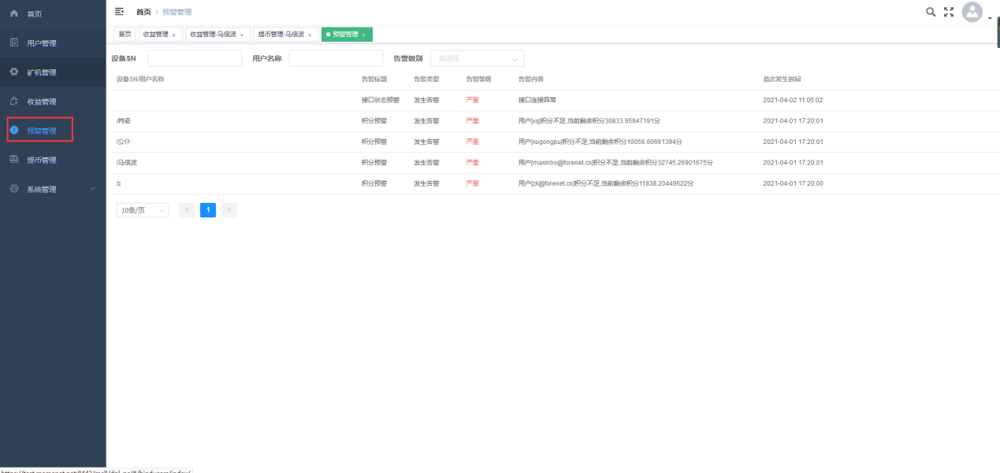 首页
用户管理
矿机管理
收益管理
预警管理
提币管理
系统管理
首页 / 预警管理
首页 收益管理 × 收益管理-马信波 × 提币管理-马信波 × 预警管理 ×
设备SN 用户名称 告警级别 请选择
设备SN/用户名称 告警标题 告警类型 告警等级 告警内容 首次发生时间
接口状态预警 发生告警 严重 接口连接异常 2021-04-02 11:05:02
/肖奇 积分预警 发生告警 严重 用户[xq]积分不足,当前剩余积分30833.95947191分 2021-04-01 17:20:01
/公仆 积分预警 发生告警 严重 用户[xugongpu]积分不足,当前剩余积分10056.60661394分 2021-04-01 17:20:01
/马信波 积分预警 发生告警 严重 用户[maxinbo@forenet.cn]积分不足,当前剩余积分32745.26901675分 2021-04-01 17:20:01
/z 积分预警 发生告警 严重 用户[zk@forenet.cn]积分不足,当前剩余积分11838.20449522分 2021-04-01 17:20:00
10条/页 < 1 >